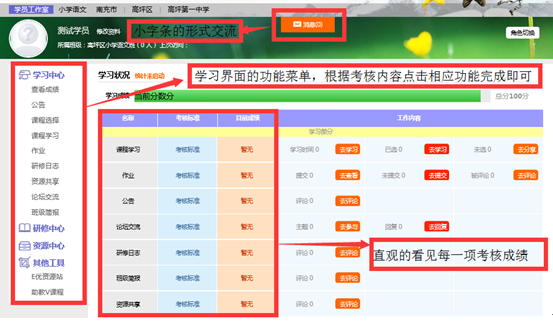 学员工作室 小学语文 | 南充市 | 高坪区 | 高坪第一中学
测试学员 修改资料 小字条的形式交流 消息(0)
角色切换
所属班级：高坪区小学语文班(0人) 上次访问：
学习中心
查看成绩
公告
课程选择
课程学习
作业
研修日志
资源共享
论坛交流
班级简报
研修中心
资源中心
其他工具
E优资源站
助教V课程
学习状况 统计未启动
学习界面的功能菜单，根据考核内容点击相应功能完成即可
学习成绩 当前分数分 总分100分
名称 考核标准 目前成绩 工作内容
学习部分
课程学习 考核标准 暂无 学习时间 0 去学习 已选 0 去学习 未选 0 去分享
作业 考核标准 暂无 提交 0 去查看 未提交 0 去提交 被评论 0 去评论
公告 考核标准 暂无 评论 0 去评论
论坛交流 考核标准 暂无 主题 0 去参与 回复 0 去回复
研修日志 考核标准 暂无 评论 0 去评论
直观的看见每一项考核成绩
班级简报 考核标准 暂无 评论 0 去评论
资源共享 考核标准 暂无 评论 0 去评论